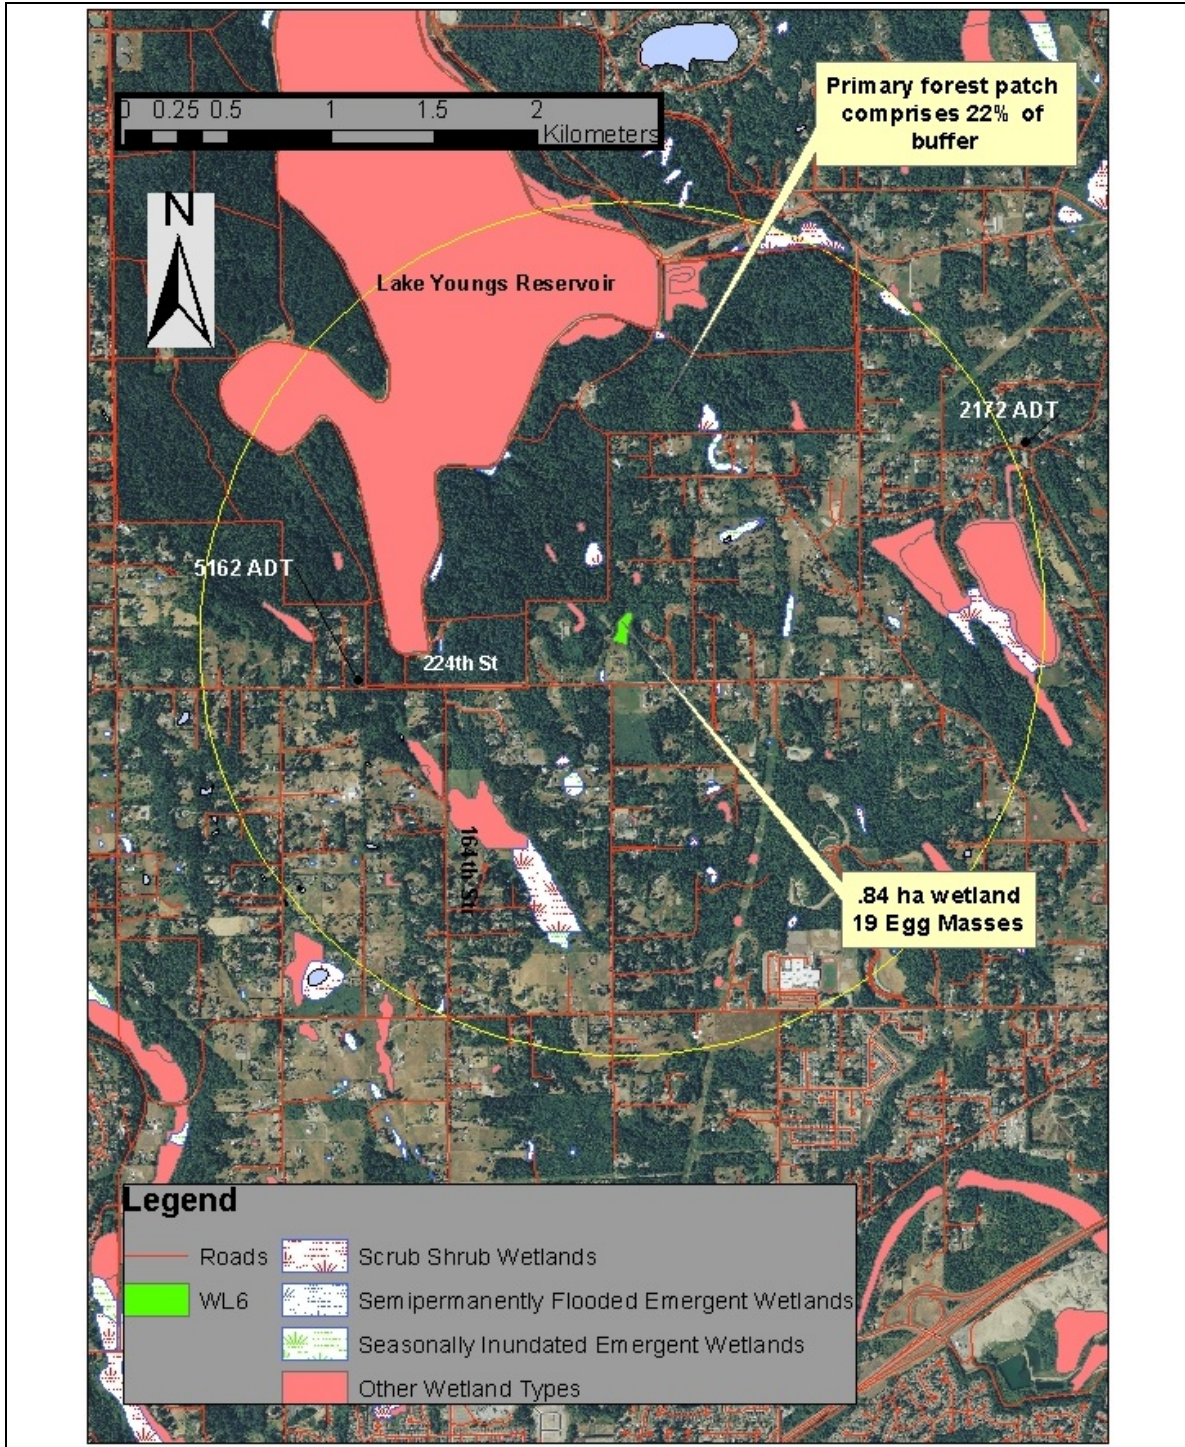 0 0.25 0.5 1 1.5 2
Kilometers
N
Primary forest patch
comprises 22% of
buffer
Lake Youngs Reservoir
2172 ADT
5162 ADT
224th St
164th St
.84 ha wetland
19 Egg Masses
Legend
Roads
WL6
Scrub Shrub Wetlands
Semipermanently Flooded Emergent Wetlands
Seasonally Inundated Emergent Wetlands
Other Wetland Types